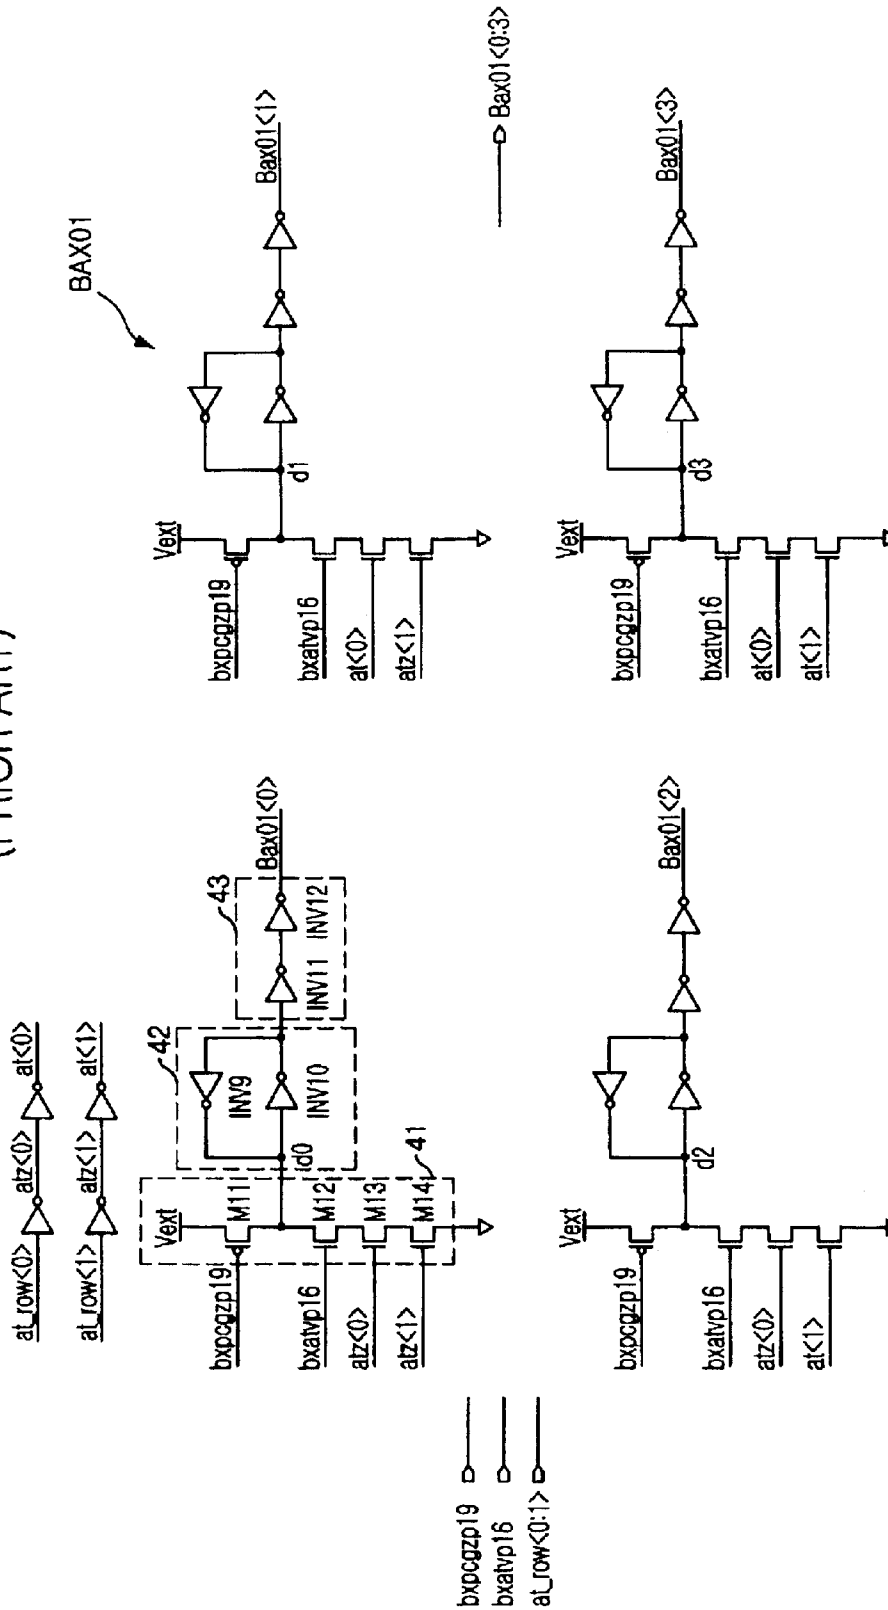 (PRIOR ART)
at_row<0> atz<0> at<0>
at_row<1> atz<1> at<1>
BAX01
Vext
bxpcgzp19
M11
bxatvp16
M12
atz<0>
M13
atz<1>
M14
41
d0
42
INV9
INV10
43
INV11 INV12
Bax01<0>
Vext
bxpcgzp19
bxatvp16
at<0>
atz<1>
d1
Bax01<1>
bxpcgzp19
bxatvp16
at_row<0:1>
Bax01<0:3>
Vext
bxpcgzp19
bxatvp16
atz<0>
at<1>
d2
Bax01<2>
Vext
bxpcgzp19
bxatvp16
at<0>
at<1>
d3
Bax01<3>